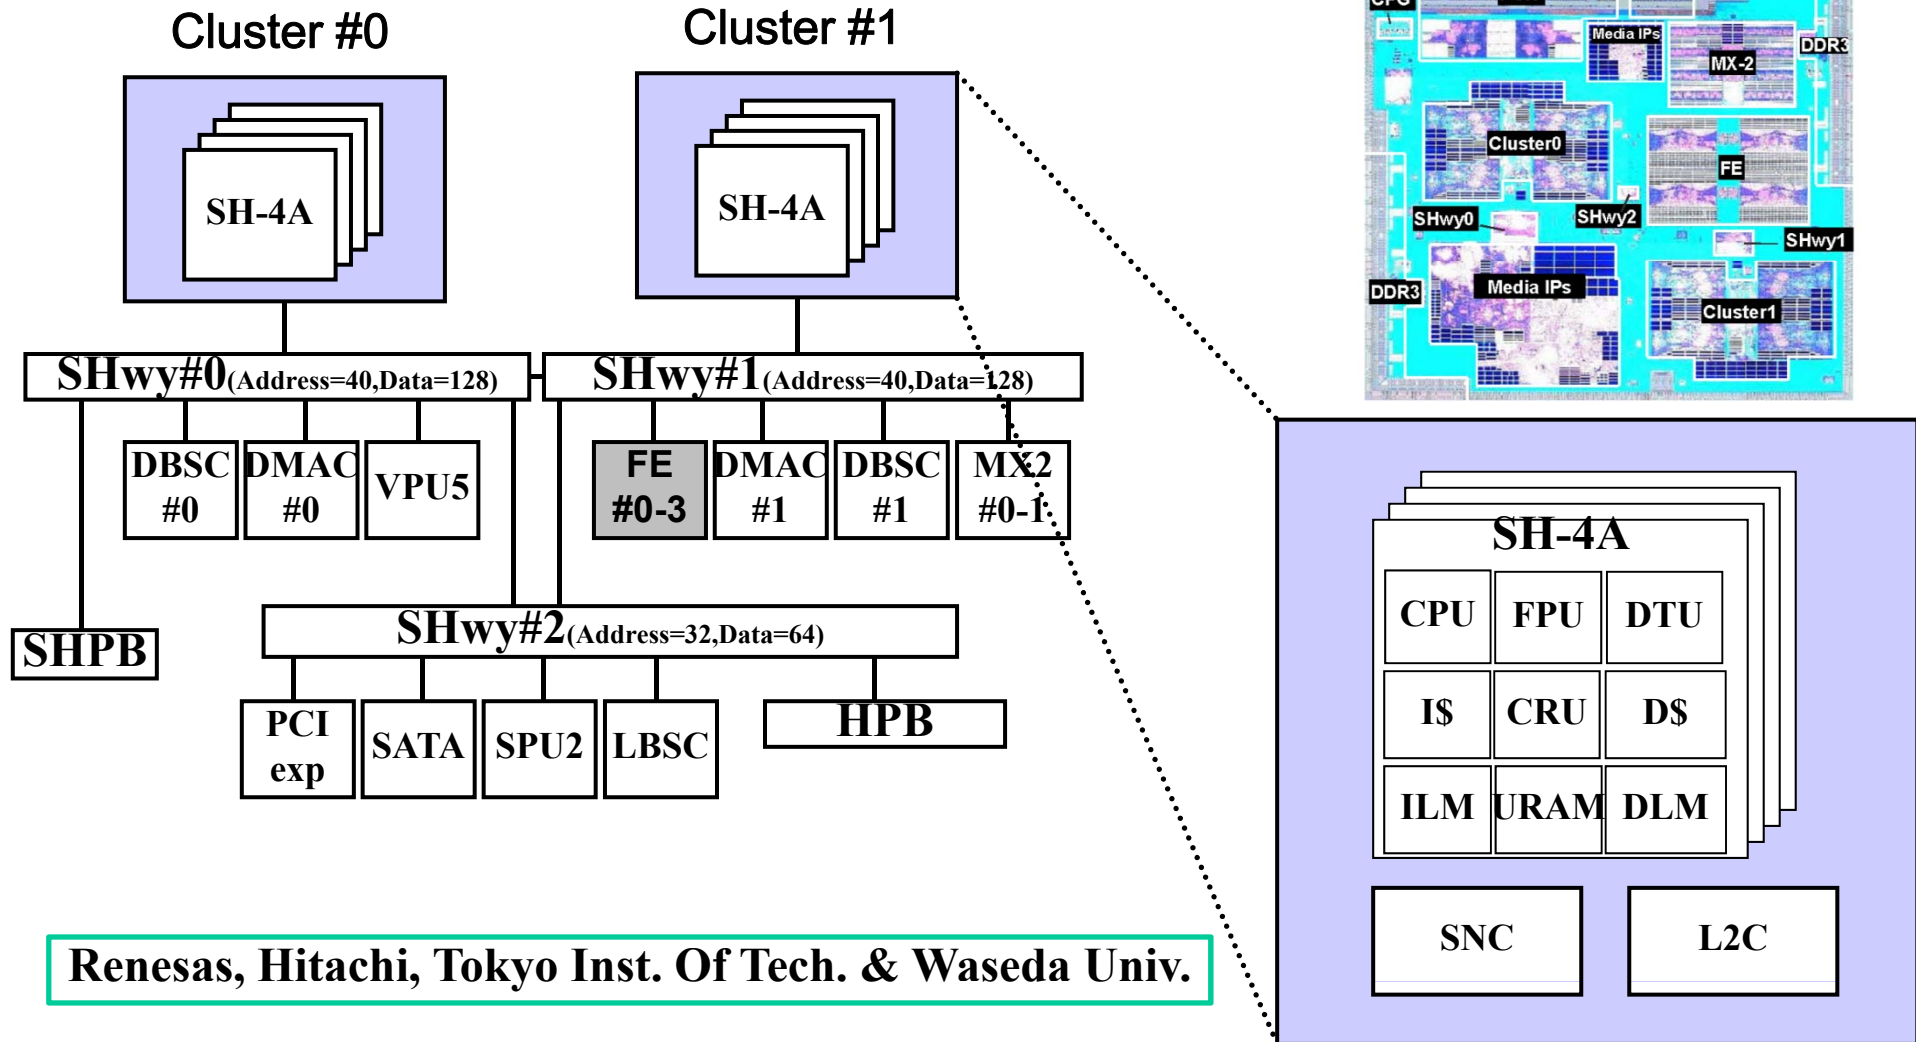 Cluster #0
Cluster #1
SH-4A
SH-4A
SHwy#0(Address=40,Data=128)
SHwy#1(Address=40,Data=128)
DBSC
#0
DMAC
#0
VPU5
FE
#0-3
DMAC
#1
DBSC
#1
MX2
#0-1
SHPB
SHwy#2(Address=32,Data=64)
PCI
exp
SATA
SPU2
LBSC
HPB
Renesas, Hitachi, Tokyo Inst. Of Tech. & Waseda Univ.
CPG
Media IPs
DDR3
MX-2
Cluster0
FE
SHwy0
SHwy2
SHwy1
DDR3
Media IPs
Cluster1
SH-4A
CPU
FPU
DTU
I$
CRU
D$
ILM
URAM
DLM
SNC
L2C